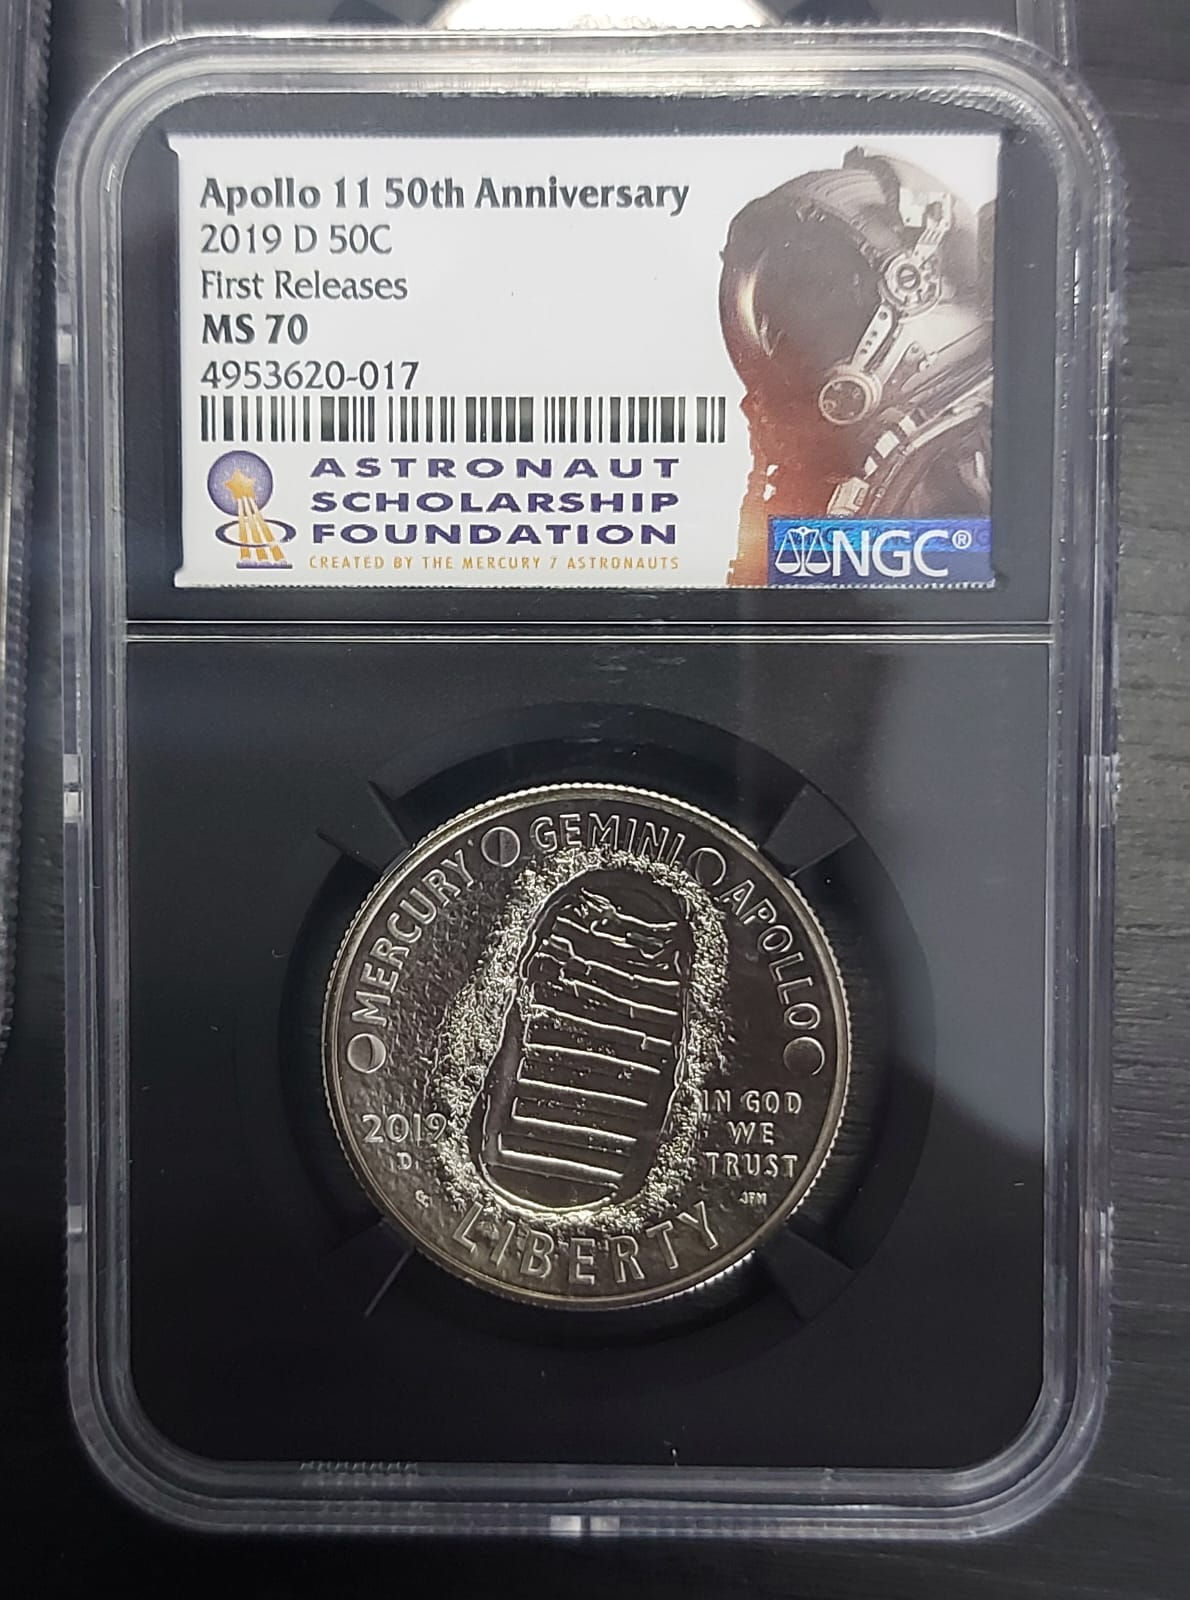 Apollo 11 50th Anniversary
2019 D 50C
First Releases
MS 70
4953620-017
ASTRONAUT
SCHOLARSHIP
FOUNDATION
CREATED BY THE MERCURY 7 ASTRONAUTS
NGC®
MERCURY GEMINI APOLLO
2019
D
IN GOD
WE
TRUST
JFM
LIBERTY